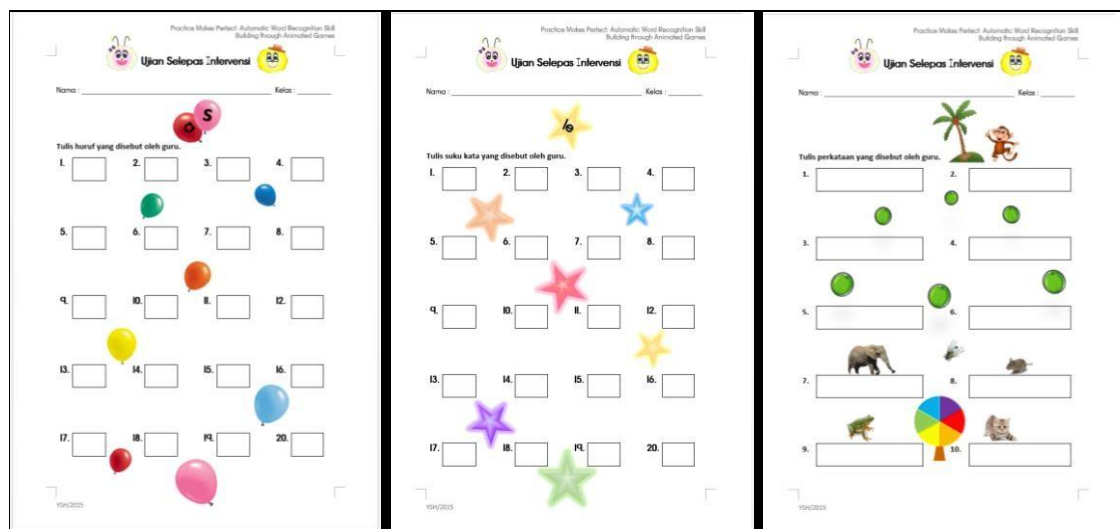 Practice Makes Perfect: Automatic Word Recognition Skill
Building through Animated Games
Ujian Selepas Intervensi
Nama : Kelas :
a s
Tulis huruf yang disebut oleh guru.
1. 2. 3. 4.
5. 6. 7. 8.
9. 10. 11. 12.
13. 14. 15. 16.
17. 18. 19. 20.
YSH/2015
Practice Makes Perfect: Automatic Word Recognition Skill
Building through Animated Games
Ujian Selepas Intervensi
Nama : Kelas :
le
Tulis suku kata yang disebut oleh guru.
1. 2. 3. 4.
5. 6. 7. 8.
9. 10. 11. 12.
13. 14. 15. 16.
17. 18. 19. 20.
YSH/2015
Practice Makes Perfect: Automatic Word Recognition Skill
Building through Animated Games
Ujian Selepas Intervensi
Nama : Kelas :
Tulis perkataan yang disebut oleh guru.
1. 2.
3. 4.
5. 6.
7. 8.
9. 10.
YSH/2015